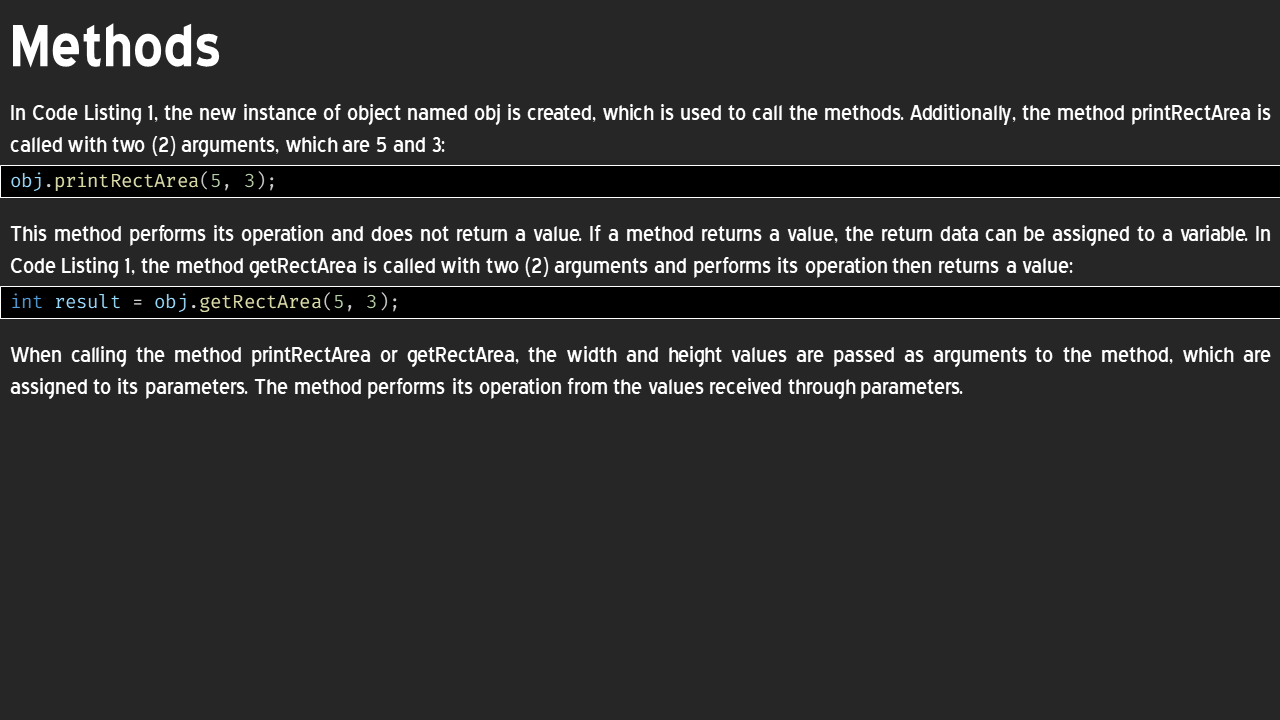 Methods
In Code Listing 1, the new instance of object named obj is created, which is used to call the methods. Additionally, the method printRectArea is
called with two (2) arguments, which are 5 and 3:
obj.printRectArea(5, 3);
This method performs its operation and does not return a value. If a method returns a value, the return data can be assigned to a variable. In
Code Listing 1, the method getRectArea is called with two (2) arguments and performs its operation then returns a value:
int result = obj.getRectArea(5, 3);
When calling the method printRectArea or getRectArea, the width and height values are passed as arguments to the method, which are
assigned to its parameters. The method performs its operation from the values received through parameters.